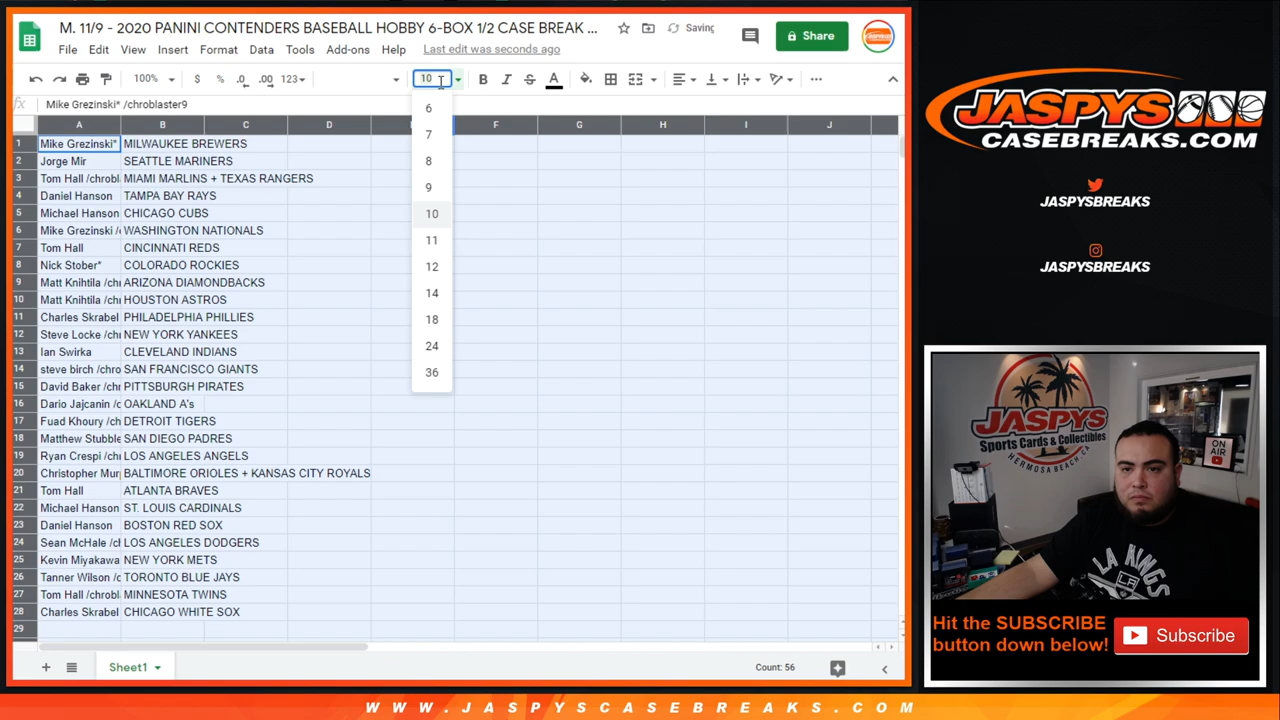 M. 11/9 - 2020 PANINI CONTENDERS BASEBALL HOBBY 6-BOX 1/2 CASE BREAK ...
Saving
Share
File Edit View Insert Format Data Tools Add-ons Help Last edit was seconds ago
100% $ % .0 .00 123 10 B I S A
fx Mike Grezinski* /chroblaster9
A B C D F G H I J
1 Mike Grezinski* MILWAUKEE BREWERS
2 Jorge Mir SEATTLE MARINERS
3 Tom Hall /chrobl MIAMI MARLINS + TEXAS RANGERS
4 Daniel Hanson TAMPA BAY RAYS
5 Michael Hanson CHICAGO CUBS
6 Mike Grezinski / WASHINGTON NATIONALS
7 Tom Hall CINCINNATI REDS
8 Nick Stober* COLORADO ROCKIES
9 Matt Knihtila /chr ARIZONA DIAMONDBACKS
10 Matt Knihtila /chr HOUSTON ASTROS
11 Charles Skrabel PHILADELPHIA PHILLIES
12 Steve Locke /chr NEW YORK YANKEES
13 Ian Swirka CLEVELAND INDIANS
14 steve birch /chro SAN FRANCISCO GIANTS
15 David Baker /chr PITTSBURGH PIRATES
16 Dario Jajcanin /c OAKLAND A's
17 Fuad Khoury /ch DETROIT TIGERS
18 Matthew Stubble SAN DIEGO PADRES
19 Ryan Crespi /chr LOS ANGELES ANGELS
20 Christopher Mur BALTIMORE ORIOLES + KANSAS CITY ROYALS
21 Tom Hall ATLANTA BRAVES
22 Michael Hanson ST. LOUIS CARDINALS
23 Daniel Hanson BOSTON RED SOX
24 Sean McHale /ch LOS ANGELES DODGERS
25 Kevin Miyakawa NEW YORK METS
26 Tanner Wilson /c TORONTO BLUE JAYS
27 Tom Hall /chrobl MINNESOTA TWINS
28 Charles Skrabel CHICAGO WHITE SOX
29
6
7
8
9
10
11
12
14
18
24
36
Sheet1
Count: 56
JASPYS
CASEBREAKS.COM
JASPYSBREAKS
JASPYSBREAKS
JASPYS
Sports Cards & Collectibles
HERMOSA BEACH, CA
ON AIR
LA KINGS
LA
Hit the SUBSCRIBE
button down below!
Subscribe
WWW.JASPYSCASEBREAKS.COM